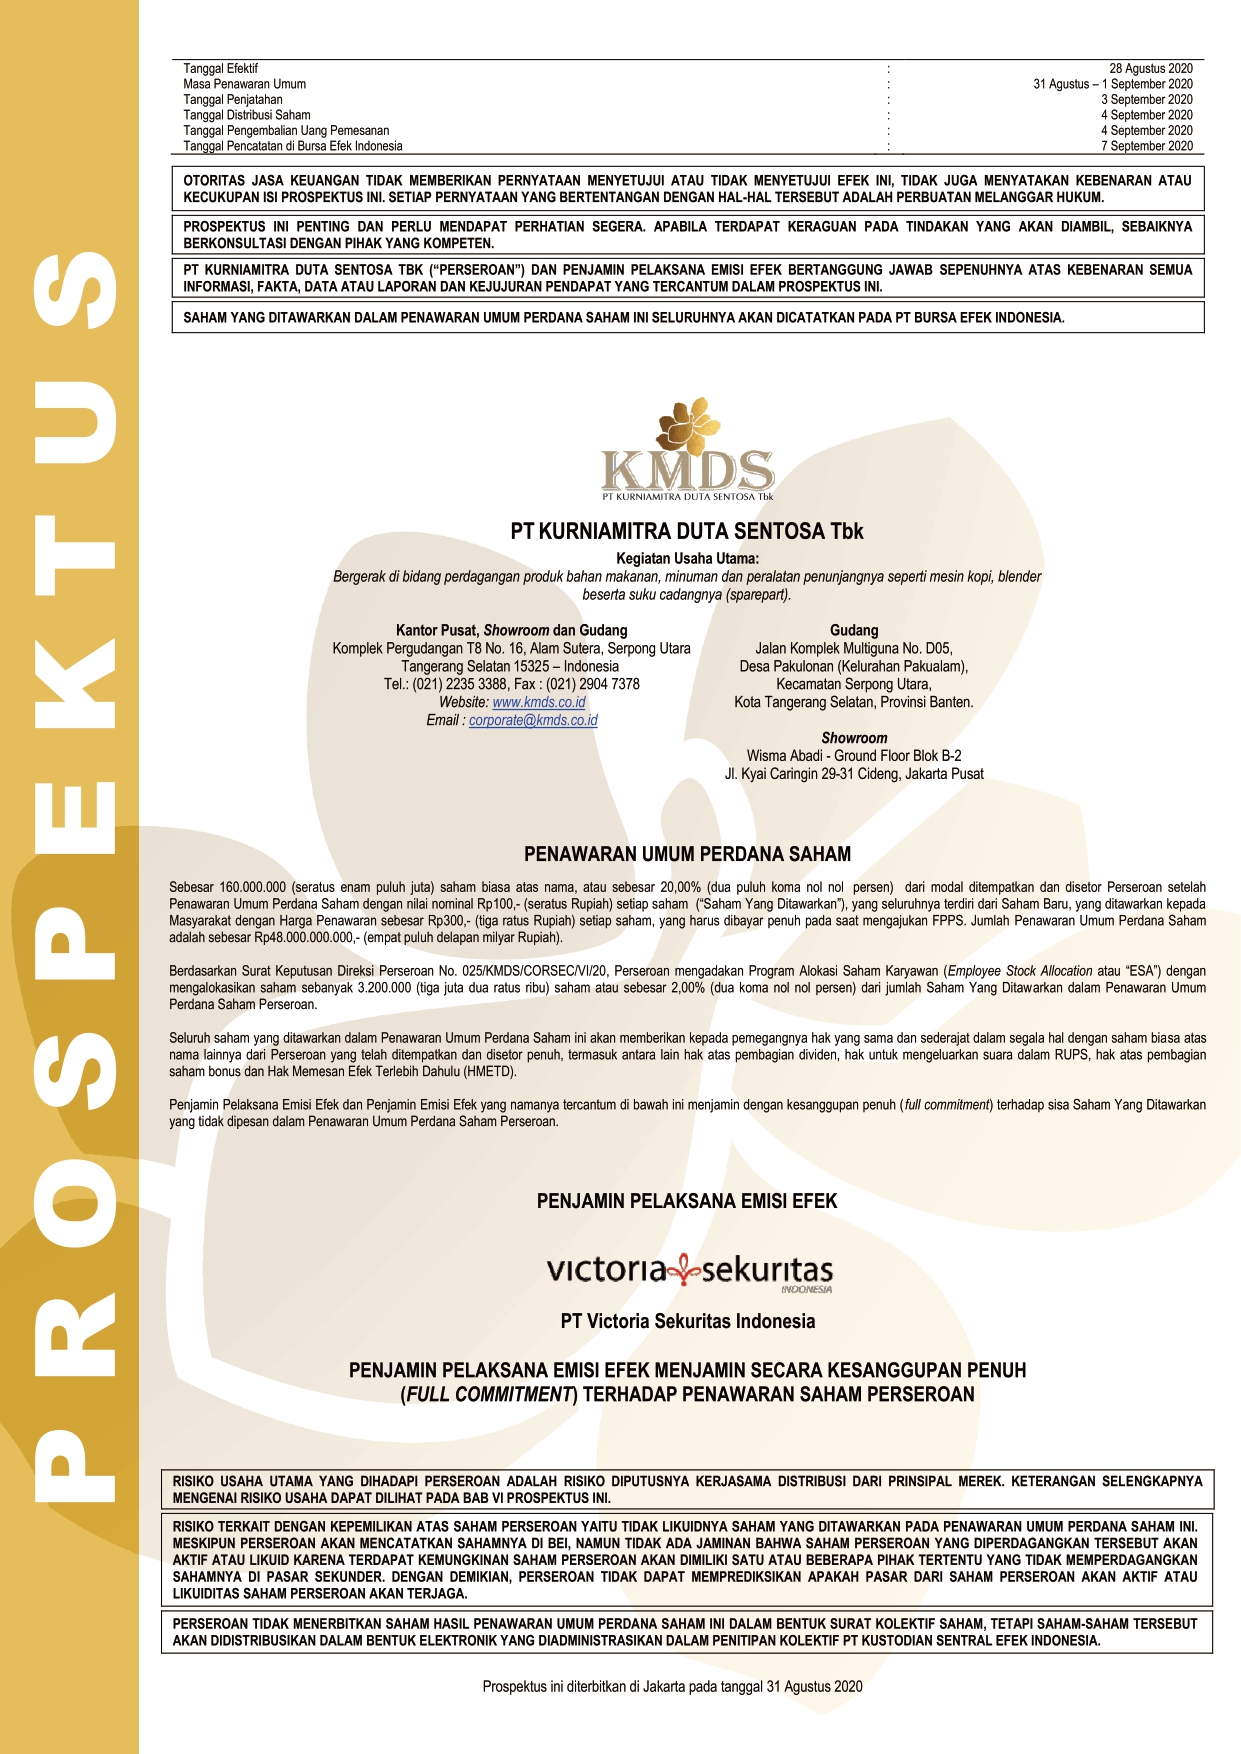 PROSPEKTUS
Tanggal Efektif : 28 Agustus 2020
Masa Penawaran Umum : 31 Agustus – 1 September 2020
Tanggal Penjatahan : 3 September 2020
Tanggal Distribusi Saham : 4 September 2020
Tanggal Pengembalian Uang Pemesanan : 4 September 2020
Tanggal Pencatatan di Bursa Efek Indonesia : 7 September 2020
OTORITAS JASA KEUANGAN TIDAK MEMBERIKAN PERNYATAAN MENYETUJUI ATAU TIDAK MENYETUJUI EFEK INI, TIDAK JUGA MENYATAKAN KEBENARAN ATAU
KECUKUPAN ISI PROSPEKTUS INI. SETIAP PERNYATAAN YANG BERTENTANGAN DENGAN HAL-HAL TERSEBUT ADALAH PERBUATAN MELANGGAR HUKUM.
PROSPEKTUS INI PENTING DAN PERLU MENDAPAT PERHATIAN SEGERA. APABILA TERDAPAT KERAGUAN PADA TINDAKAN YANG AKAN DIAMBIL, SEBAIKNYA
BERKONSULTASI DENGAN PIHAK YANG KOMPETEN.
PT KURNIAMITRA DUTA SENTOSA TBK (“PERSEROAN”) DAN PENJAMIN PELAKSANA EMISI EFEK BERTANGGUNG JAWAB SEPENUHNYA ATAS KEBENARAN SEMUA
INFORMASI, FAKTA, DATA ATAU LAPORAN DAN KEJUJURAN PENDAPAT YANG TERCANTUM DALAM PROSPEKTUS INI.
SAHAM YANG DITAWARKAN DALAM PENAWARAN UMUM PERDANA SAHAM INI SELURUHNYA AKAN DICATATKAN PADA PT BURSA EFEK INDONESIA.
KMDS
PT KURNIAMITRA DUTA SENTOSA Tbk
PT KURNIAMITRA DUTA SENTOSA Tbk
Kegiatan Usaha Utama:
Bergerak di bidang perdagangan produk bahan makanan, minuman dan peralatan penunjangnya seperti mesin kopi, blender
beserta suku cadangnya (sparepart).
Kantor Pusat, Showroom dan Gudang
Komplek Pergudangan T8 No. 16, Alam Sutera, Serpong Utara
Tangerang Selatan 15325 – Indonesia
Tel.: (021) 2235 3388, Fax : (021) 2904 7378
Website: www.kmds.co.id
Email : corporate@kmds.co.id
Gudang
Jalan Komplek Multiguna No. D05,
Desa Pakulonan (Kelurahan Pakualam),
Kecamatan Serpong Utara,
Kota Tangerang Selatan, Provinsi Banten.
Showroom
Wisma Abadi - Ground Floor Blok B-2
Jl. Kyai Caringin 29-31 Cideng, Jakarta Pusat
PENAWARAN UMUM PERDANA SAHAM
Sebesar 160.000.000 (seratus enam puluh juta) saham biasa atas nama, atau sebesar 20,00% (dua puluh koma nol nol persen) dari modal ditempatkan dan disetor Perseroan setelah
Penawaran Umum Perdana Saham dengan nilai nominal Rp100,- (seratus Rupiah) setiap saham (“Saham Yang Ditawarkan”), yang seluruhnya terdiri dari Saham Baru, yang ditawarkan kepada
Masyarakat dengan Harga Penawaran sebesar Rp300,- (tiga ratus Rupiah) setiap saham, yang harus dibayar penuh pada saat mengajukan FPPS. Jumlah Penawaran Umum Perdana Saham
adalah sebesar Rp48.000.000.000,- (empat puluh delapan milyar Rupiah).
Berdasarkan Surat Keputusan Direksi Perseroan No. 025/KMDS/CORSEC/VI/20, Perseroan mengadakan Program Alokasi Saham Karyawan (Employee Stock Allocation atau “ESA”) dengan
mengalokasikan saham sebanyak 3.200.000 (tiga juta dua ratus ribu) saham atau sebesar 2,00% (dua koma nol nol persen) dari jumlah Saham Yang Ditawarkan dalam Penawaran Umum
Perdana Saham Perseroan.
Seluruh saham yang ditawarkan dalam Penawaran Umum Perdana Saham ini akan memberikan kepada pemegangnya hak yang sama dan sederajat dalam segala hal dengan saham biasa atas
nama lainnya dari Perseroan yang telah ditempatkan dan disetor penuh, termasuk antara lain hak atas pembagian dividen, hak untuk mengeluarkan suara dalam RUPS, hak atas pembagian
saham bonus dan Hak Memesan Efek Terlebih Dahulu (HMETD).
Penjamin Pelaksana Emisi Efek dan Penjamin Emisi Efek yang namanya tercantum di bawah ini menjamin dengan kesanggupan penuh (full commitment) terhadap sisa Saham Yang Ditawarkan
yang tidak dipesan dalam Penawaran Umum Perdana Saham Perseroan.
PENJAMIN PELAKSANA EMISI EFEK
victoria sekuritas
INDONESIA
PT Victoria Sekuritas Indonesia
PENJAMIN PELAKSANA EMISI EFEK MENJAMIN SECARA KESANGGUPAN PENUH
(FULL COMMITMENT) TERHADAP PENAWARAN SAHAM PERSEROAN
RISIKO USAHA UTAMA YANG DIHADAPI PERSEROAN ADALAH RISIKO DIPUTUSNYA KERJASAMA DISTRIBUSI DARI PRINSIPAL MEREK. KETERANGAN SELENGKAPNYA
MENGENAI RISIKO USAHA DAPAT DILIHAT PADA BAB VI PROSPEKTUS INI.
RISIKO TERKAIT DENGAN KEPEMILIKAN ATAS SAHAM PERSEROAN YAITU TIDAK LIKUIDNYA SAHAM YANG DITAWARKAN PADA PENAWARAN UMUM PERDANA SAHAM INI.
MESKIPUN PERSEROAN AKAN MENCATATKAN SAHAMNYA DI BEI, NAMUN TIDAK ADA JAMINAN BAHWA SAHAM PERSEROAN YANG DIPERDAGANGKAN TERSEBUT AKAN
AKTIF ATAU LIKUID KARENA TERDAPAT KEMUNGKINAN SAHAM PERSEROAN AKAN DIMILIKI SATU ATAU BEBERAPA PIHAK TERTENTU YANG TIDAK MEMPERDAGANGKAN
SAHAMNYA DI PASAR SEKUNDER. DENGAN DEMIKIAN, PERSEROAN TIDAK DAPAT MEMPREDIKSIKAN APAKAH PASAR DARI SAHAM PERSEROAN AKAN AKTIF ATAU
LIKUIDITAS SAHAM PERSEROAN AKAN TERJAGA.
PERSEROAN TIDAK MENERBITKAN SAHAM HASIL PENAWARAN UMUM PERDANA SAHAM INI DALAM BENTUK SURAT KOLEKTIF SAHAM, TETAPI SAHAM-SAHAM TERSEBUT
AKAN DIDISTRIBUSIKAN DALAM BENTUK ELEKTRONIK YANG DIADMINISTRASIKAN DALAM PENITIPAN KOLEKTIF PT KUSTODIAN SENTRAL EFEK INDONESIA.
Prospektus ini diterbitkan di Jakarta pada tanggal 31 Agustus 2020